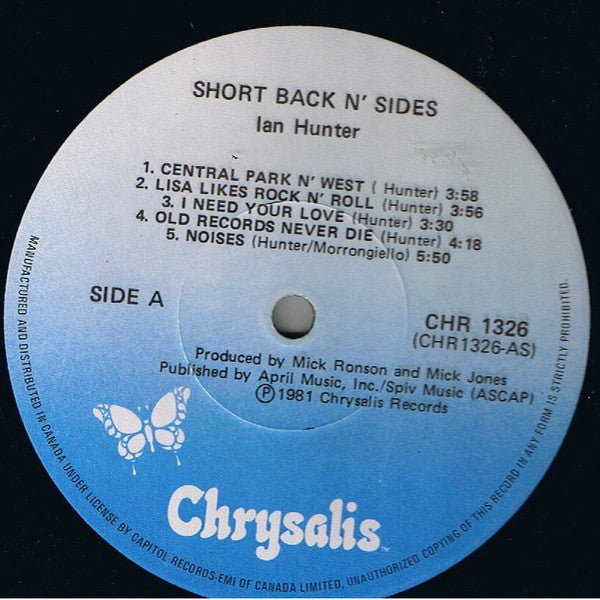 SHORT BACK N' SIDES
Ian Hunter
1. CENTRAL PARK N' WEST ( Hunter) 3:58
2. LISA LIKES ROCK N' ROLL (Hunter) 3:56
3. I NEED YOUR LOVE (Hunter) 3:30
4. OLD RECORDS NEVER DIE (Hunter) 4:18
5. NOISES (Hunter/Morrongiello) 5:50
SIDE A
CHR 1326
(CHR1326-AS)
Produced by Mick Ronson and Mick Jones
Published by April Music, Inc./Spiv Music (ASCAP)
Ⓟ1981 Chrysalis Records
Chrysalis™
MANUFACTURED AND DISTRIBUTED IN CANADA UNDER LICENSE BY CAPITOL RECORDS-EMI OF CANADA LIMITED. UNAUTHORIZED COPYING OF THIS RECORD IN ANY FORM IS STRICTLY PROHIBITED.